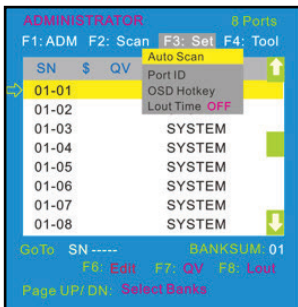 ADMINISTRATOR 8 Ports
F1: ADM F2: Scan F3: Set F4: Tool
SN $ QV
Auto Scan
Port ID
OSD Hotkey
Lout Time OFF
01-01
01-02
01-03 SYSTEM
01-04 SYSTEM
01-05 SYSTEM
01-06 SYSTEM
01-07 SYSTEM
01-08 SYSTEM
GoTo SN ----- BANKSUM: 01
F6: Edit F7: QV F8: Lout
Page UP/ DN: Select Banks